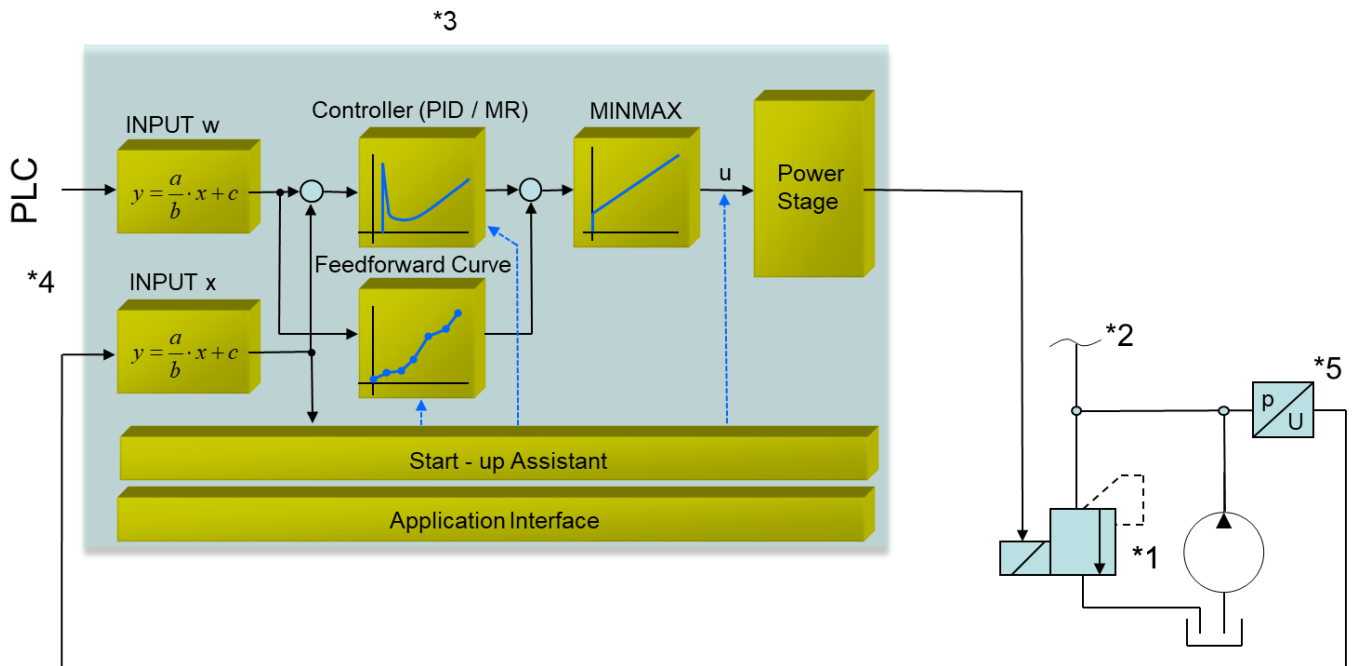 *3
Controller (PID / MR)
MINMAX
INPUT w
y = a/b · x + c
PLC
u
Power
Stage
*4
Feedforward Curve
INPUT x
y = a/b · x + c
*2
*5
p
U
Start - up Assistant
Application Interface
*1